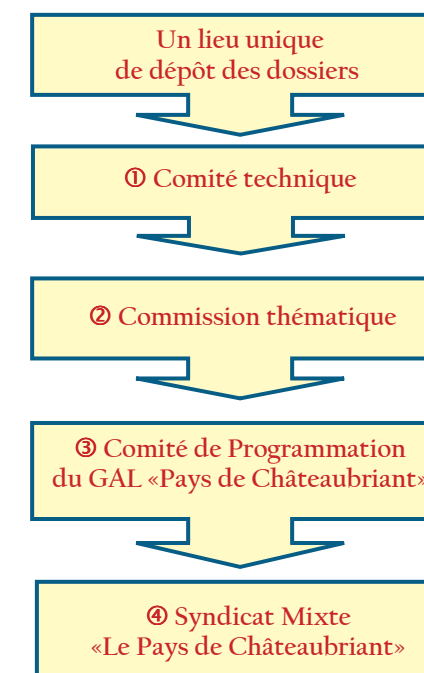 Un lieu unique
de dépôt des dossiers
① Comité technique
② Commission thématique
③ Comité de Programmation
du GAL «Pays de Châteaubriant»
④ Syndicat Mixte
«Le Pays de Châteaubriant»